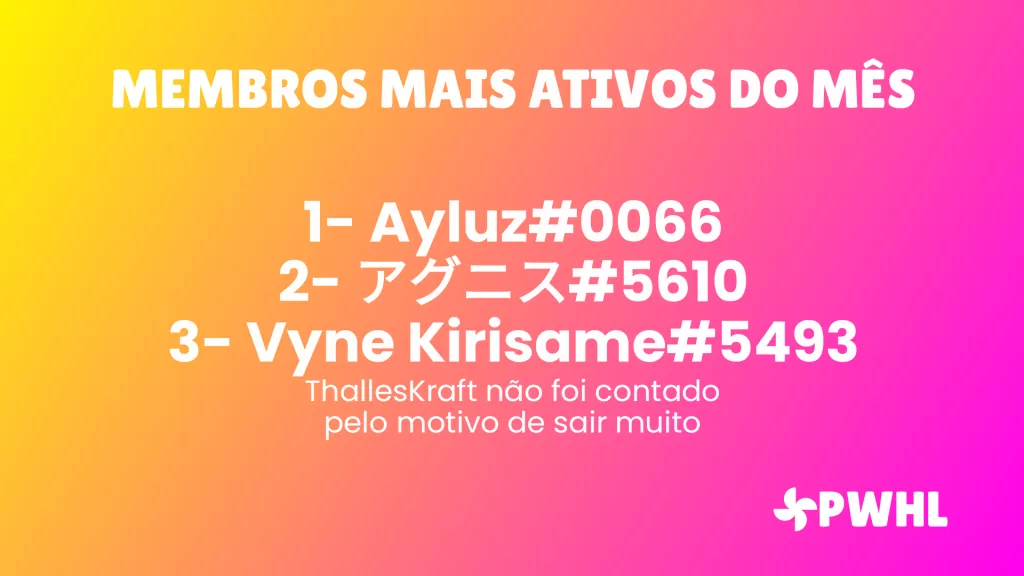 MEMBROS MAIS ATIVOS DO MÊS
1- Ayluz#0066
2- アグニス#5610
3- Vyne Kirisame#5493
ThallesKraft não foi contado
pelo motivo de sair muito
PWHL